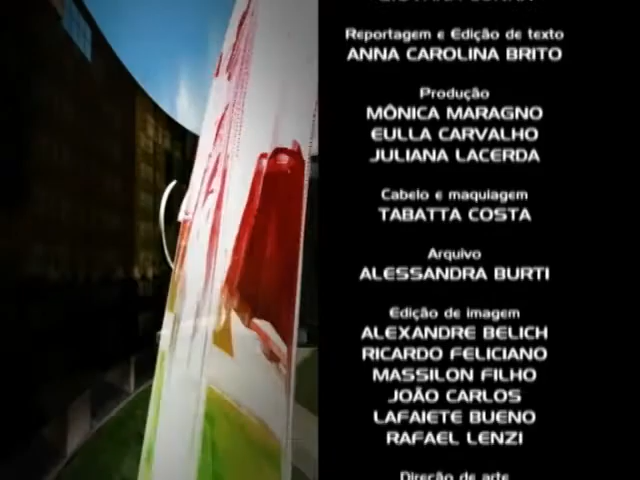 Reportagem e Edição de texto
ANNA CAROLINA BRITO
Produção
MÔNICA MARAGNO
EULLA CARVALHO
JULIANA LACERDA
Cabelo e maquiagem
TABATTA COSTA
Arquivo
ALESSANDRA BURTI
Edição de imagem
ALEXANDRE BELICH
RICARDO FELICIANO
MASSILON FILHO
JOÃO CARLOS
LAFAIETE BUENO
RAFAEL LENZI
Direção de arte